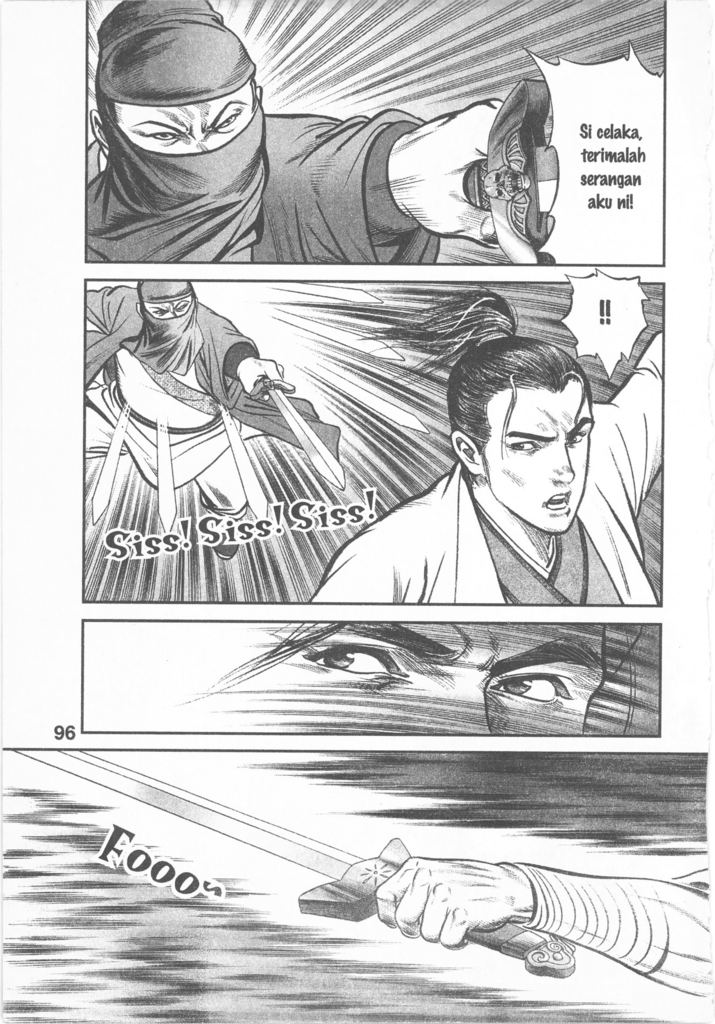 Si celaka,
terimalah
serangan
aku ni!
!!
Siss! Siss! Siss!
96
Fooo